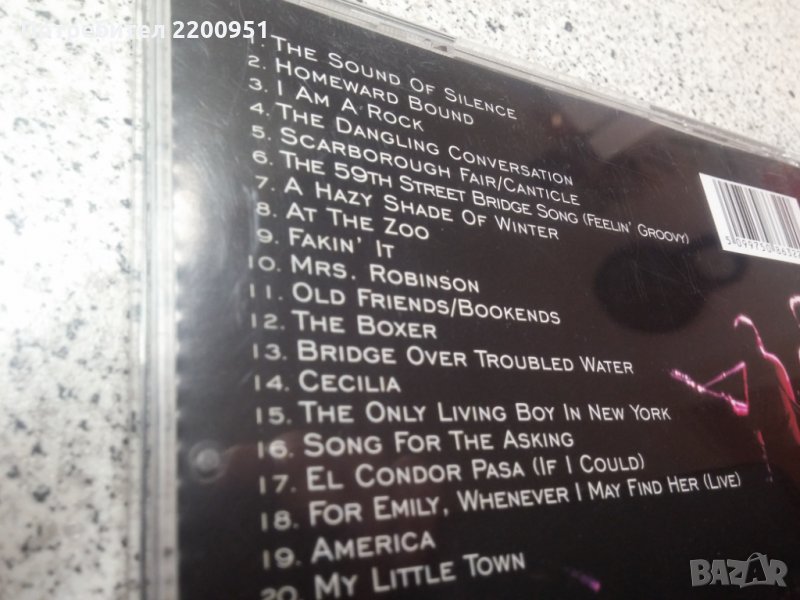 Потребител 2200951
1. THE SOUND OF SILENCE
2. HOMEWARD BOUND
3. I AM A ROCK
4. THE DANGLING CONVERSATION
5. SCARBOROUGH FAIR/CANTICLE
6. THE 59TH STREET BRIDGE SONG (FEELIN' GROOVY)
7. A HAZY SHADE OF WINTER
8. AT THE ZOO
9. FAKIN' IT
10. MRS. ROBINSON
11. OLD FRIENDS/BOOKENDS
12. THE BOXER
13. BRIDGE OVER TROUBLED WATER
14. CECILIA
15. THE ONLY LIVING BOY IN NEW YORK
16. SONG FOR THE ASKING
17. EL CONDOR PASA (IF I COULD)
18. FOR EMILY, WHENEVER I MAY FIND HER (LIVE)
19. AMERICA
20. MY LITTLE TOWN
BAZAR